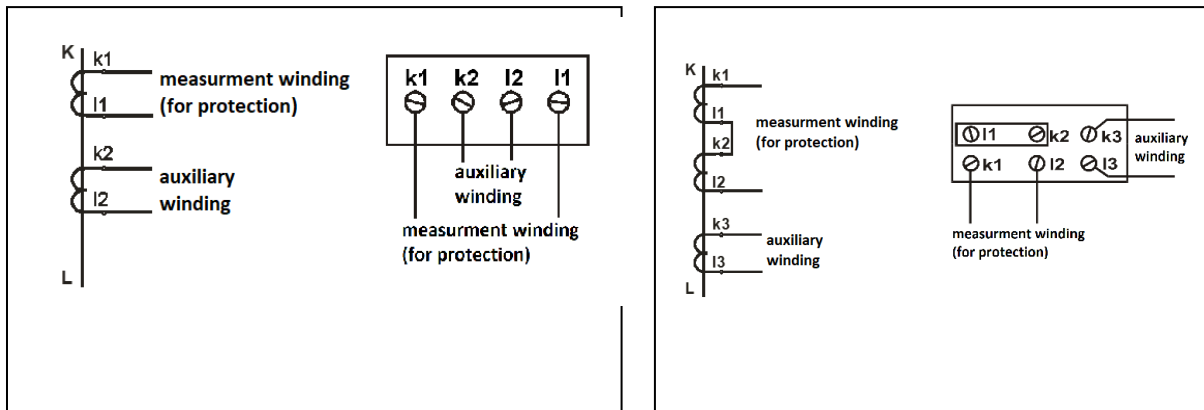 K
k1
measurment winding
(for protection)
l1
k2
auxiliary
winding
l2
L
k1 k2 l2 l1
auxiliary
winding
measurment winding
(for protection)
K
k1
l1
measurment winding
(for protection)
k2
l2
k3
auxiliary
winding
l3
L
l1 k2 k3
auxiliary
winding
k1 l2 l3
measurment winding
(for protection)